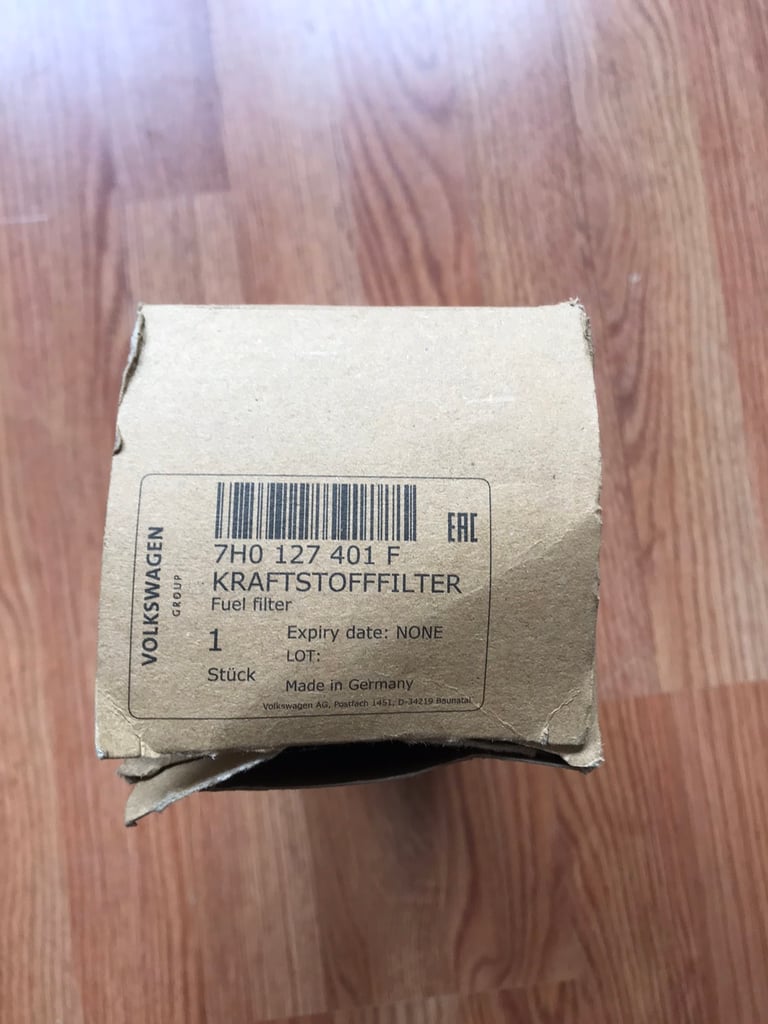 VOLKSWAGEN
GROUP
EAC
7H0 127 401 F
KRAFTSTOFFFILTER
Fuel filter
1
Stück
Expiry date: NONE
LOT:
Made in Germany
Volkswagen AG, Postfach 1451, D-34219 Baunatal